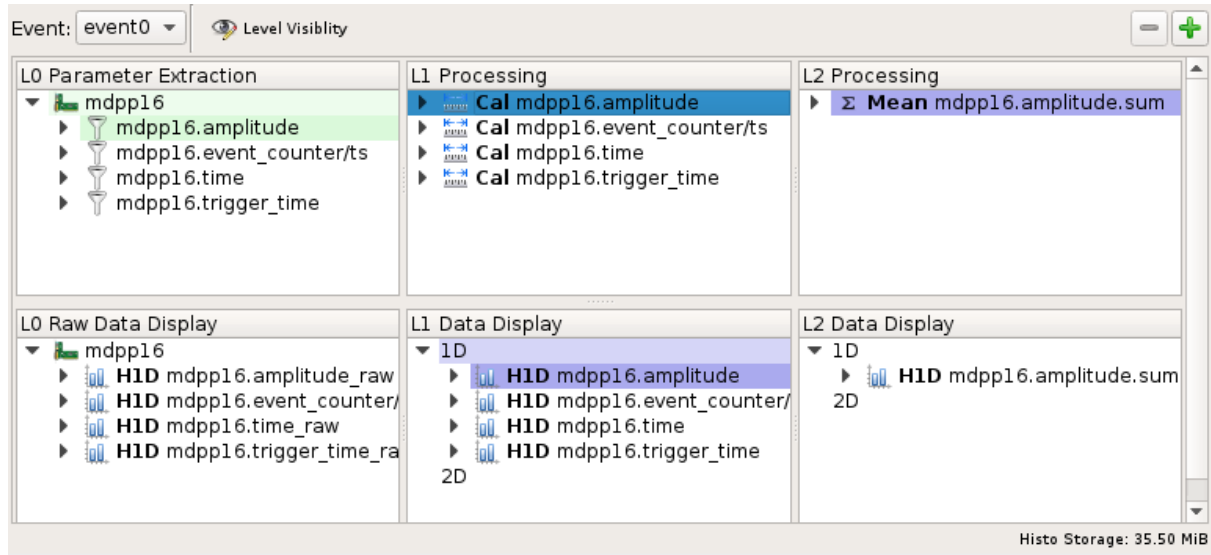 Event: event0 Level Visiblity
L0 Parameter Extraction
mdpp16
mdpp16.amplitude
mdpp16.event_counter/ts
mdpp16.time
mdpp16.trigger_time
L1 Processing
Cal mdpp16.amplitude
Cal mdpp16.event_counter/ts
Cal mdpp16.time
Cal mdpp16.trigger_time
L2 Processing
Σ Mean mdpp16.amplitude.sum
L0 Raw Data Display
mdpp16
H1D mdpp16.amplitude_raw
H1D mdpp16.event_counter/
H1D mdpp16.time_raw
H1D mdpp16.trigger_time_ra
L1 Data Display
1D
H1D mdpp16.amplitude
H1D mdpp16.event_counter/
H1D mdpp16.time
H1D mdpp16.trigger_time
2D
L2 Data Display
1D
H1D mdpp16.amplitude.sum
2D
Histo Storage: 35.50 MiB